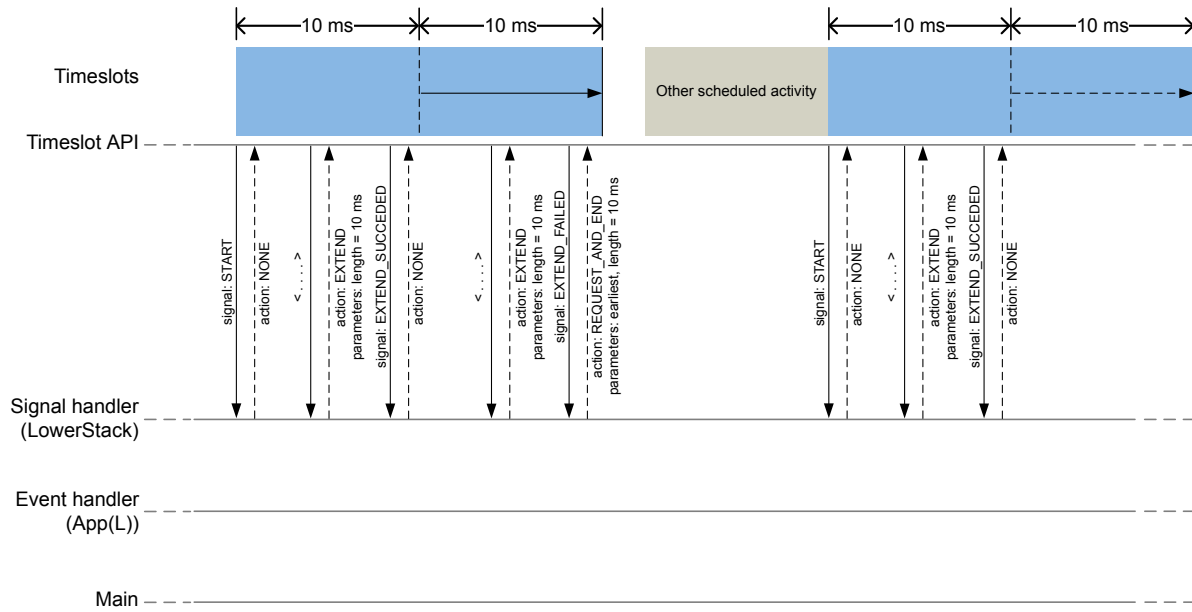 10 ms
10 ms
10 ms
10 ms
Timeslots
Other scheduled activity
Timeslot API
signal: START
action: NONE
< . . . . >
action: EXTEND
parameters: length = 10 ms
signal: EXTEND_SUCCEDED
action: NONE
< . . . . >
action: EXTEND
parameters: length = 10 ms
signal: EXTEND_FAILED
action: REQUEST_AND_END
parameters: earliest, length = 10 ms
signal: START
action: NONE
< . . . . >
action: EXTEND
parameters: length = 10 ms
signal: EXTEND_SUCCEDED
action: NONE
Signal handler
(LowerStack)
Event handler
(App(L))
Main